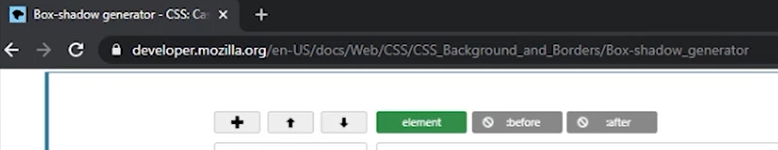 Box-shadow generator - CSS: Ca
developer.mozilla.org/en-US/docs/Web/CSS/CSS_Background_and_Borders/Box-shadow_generator
element :before :after